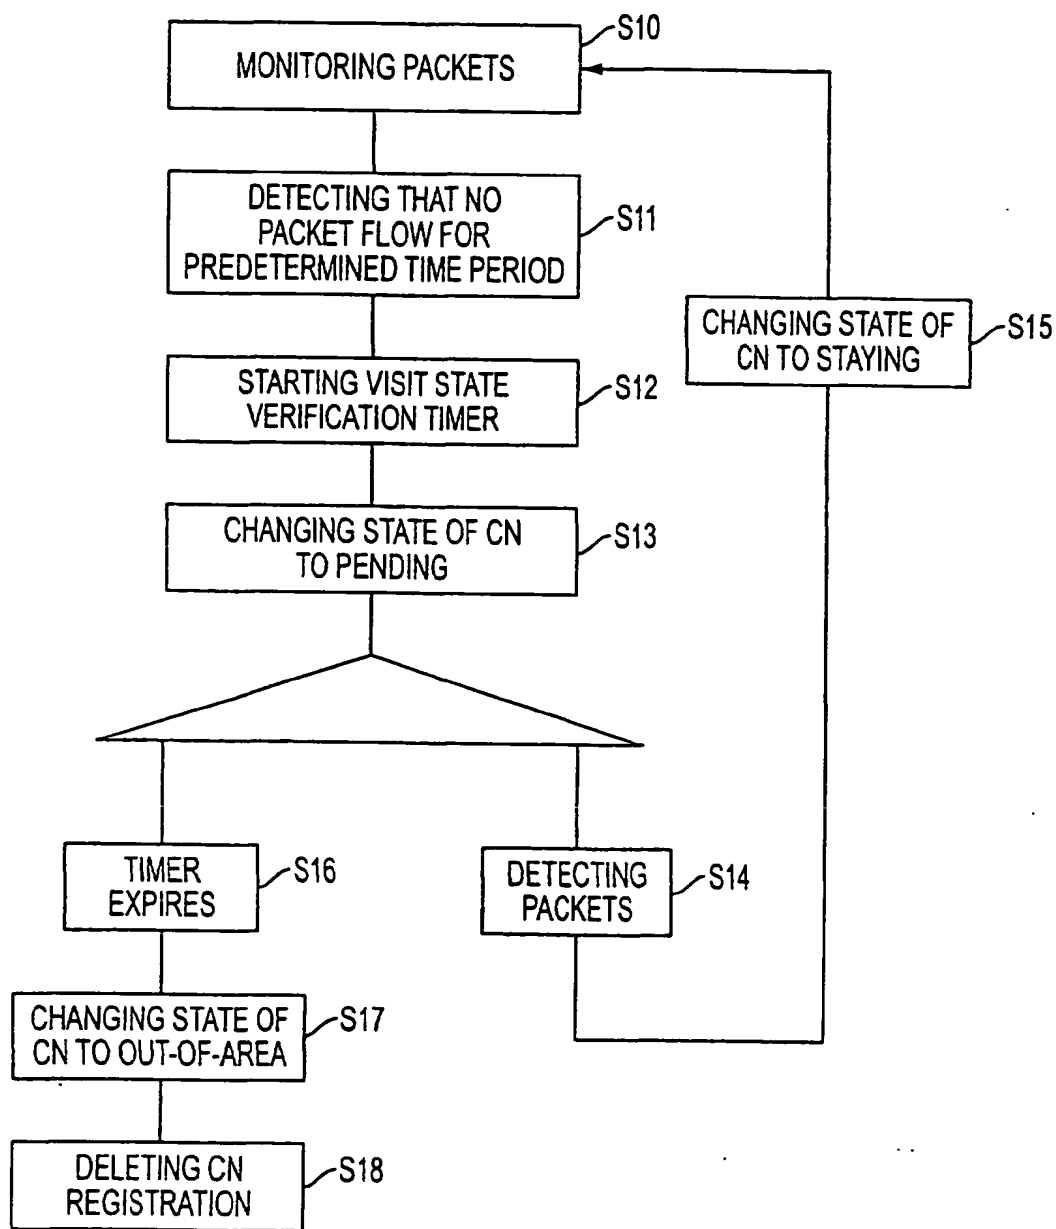 S10
MONITORING PACKETS
DETECTING THAT NO
PACKET FLOW FOR
PREDETERMINED TIME PERIOD
S11
STARTING VISIT STATE
VERIFICATION TIMER
S12
CHANGING STATE OF
CN TO STAYING
S15
CHANGING STATE OF CN
TO PENDING
S13
TIMER
EXPIRES
S16
DETECTING
PACKETS
S14
CHANGING STATE OF
CN TO OUT-OF-AREA
S17
DELETING CN
REGISTRATION
S18